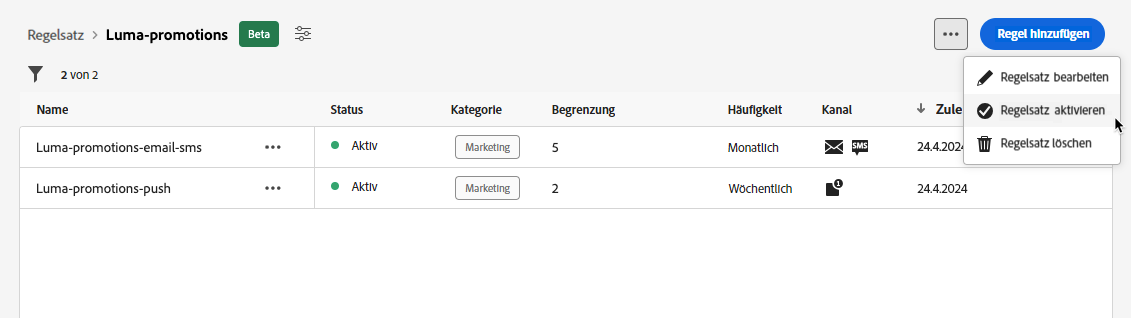 Regelsatz > Luma-promotions Beta ... Regel hinzufügen
2 von 2
Regelsatz bearbeiten
Name Status Kategorie Begrenzung Häufigkeit Kanal ↓ Zule
Regelsatz aktivieren
Luma-promotions-email-sms ... Aktiv Marketing 5 Monatlich SMS 24.4.2024
Regelsatz löschen
Luma-promotions-push ... Aktiv Marketing 2 Wöchentlich 1 24.4.2024